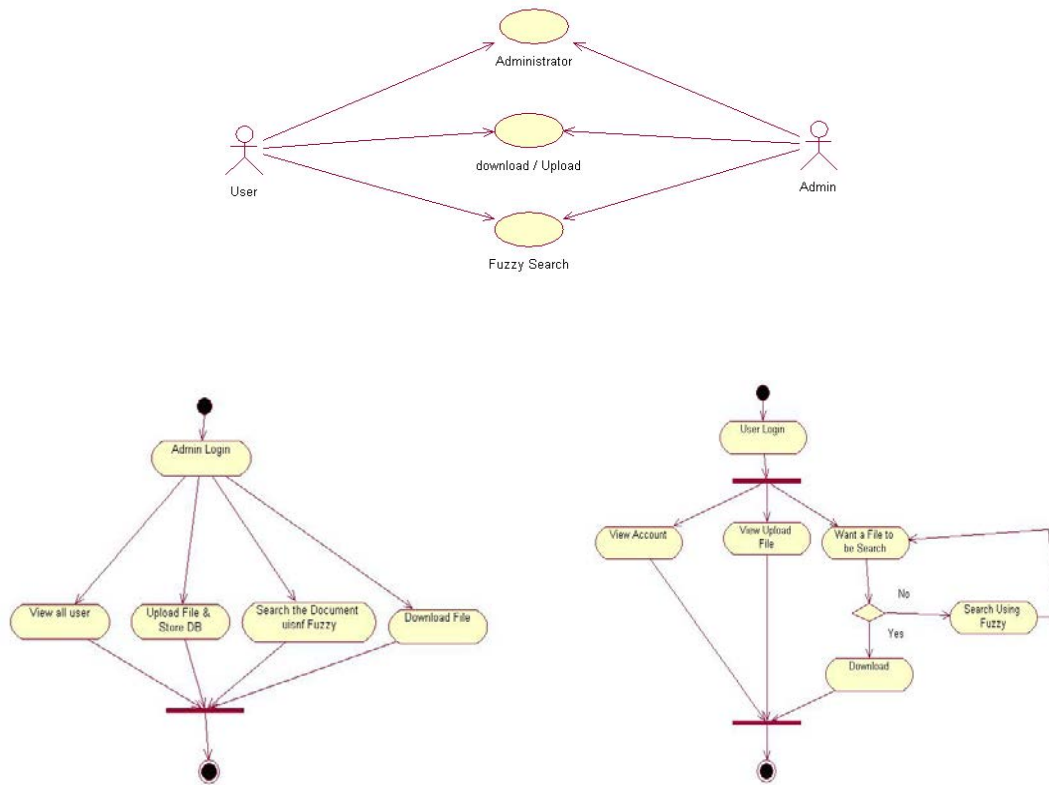 Administrator
download / Upload
User
Admin
Fuzzy Search
Admin Login
View all user
Upload File &
Store DB
Search the Document
uisnf Fuzzy
Download File
User Login
View Account
View Upload
File
Want a File to
be Search
No
Yes
Search Using
Fuzzy
Download